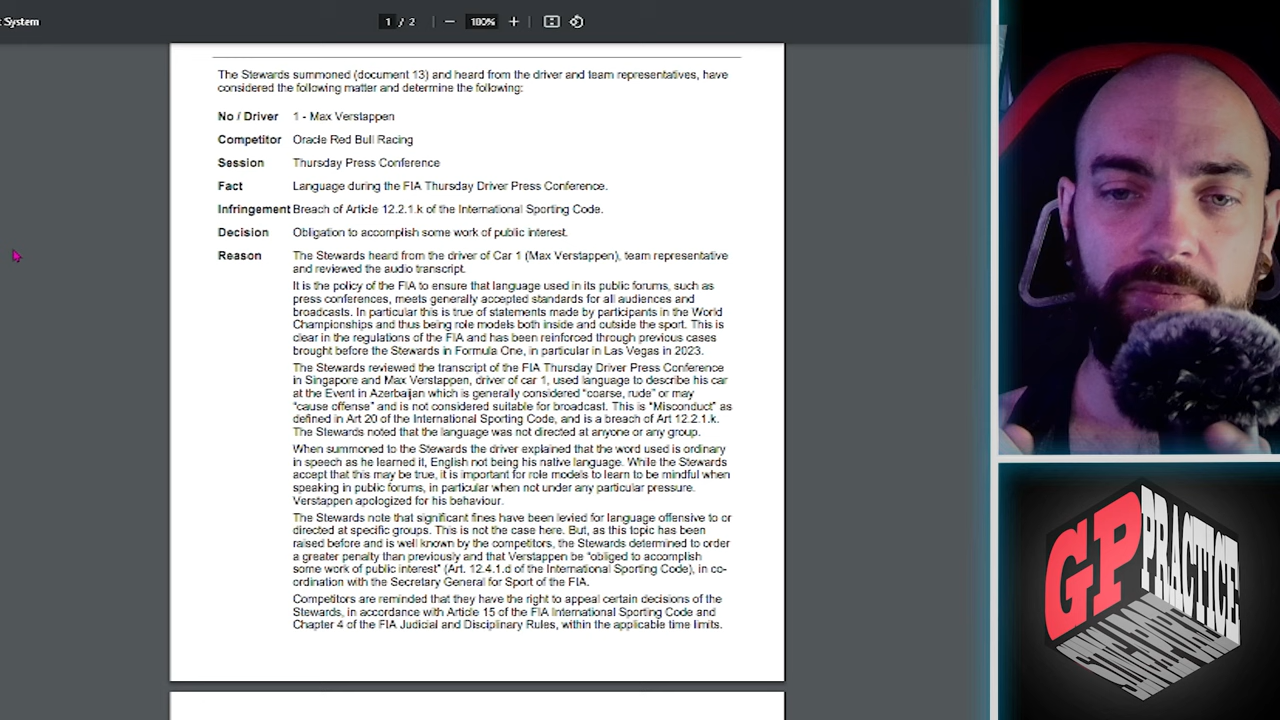 t System
1 / 2
180%
The Stewards summoned (document 13) and heard from the driver and team representatives, have
considered the following matter and determine the following:
No / Driver 1 - Max Verstappen
Competitor Oracle Red Bull Racing
Session Thursday Press Conference
Fact Language during the FIA Thursday Driver Press Conference.
Infringement Breach of Article 12.2.1.k of the International Sporting Code.
Decision Obligation to accomplish some work of public interest.
Reason The Stewards heard from the driver of Car 1 (Max Verstappen), team representative
and reviewed the audio transcript.
It is the policy of the FIA to ensure that language used in its public forums, such as
press conferences, meets generally accepted standards for all audiences and
broadcasts. In particular this is true of statements made by participants in the World
Championships and thus being role models both inside and outside the sport. This is
clear in the regulations of the FIA and has been reinforced through previous cases
brought before the Stewards in Formula One, in particular in Las Vegas in 2023.
The Stewards reviewed the transcript of the FIA Thursday Driver Press Conference
in Singapore and Max Verstappen, driver of car 1, used language to describe his car
at the Event in Azerbaijan which is generally considered "coarse, rude" or may
"cause offense" and is not considered suitable for broadcast. This is "Misconduct" as
defined in Art 20 of the International Sporting Code, and is a breach of Art 12.2.1.k.
The Stewards noted that the language was not directed at anyone or any group.
When summoned to the Stewards the driver explained that the word used is ordinary
in speech as he learned it, English not being his native language. While the Stewards
accept that this may be true, it is important for role models to learn to be mindful when
speaking in public forums, in particular when not under any particular pressure.
Verstappen apologized for his behaviour.
The Stewards note that significant fines have been levied for language offensive to or
directed at specific groups. This is not the case here. But, as this topic has been
raised before and is well known by the competitors, the Stewards determined to order
a greater penalty than previously and that Verstappen be "obliged to accomplish
some work of public interest" (Art. 12.4.1.d of the International Sporting Code), in co-
ordination with the Secretary General for Sport of the FIA.
Competitors are reminded that they have the right to appeal certain decisions of the
Stewards, in accordance with Article 15 of the FIA International Sporting Code and
Chapter 4 of the FIA Judicial and Disciplinary Rules, within the applicable time limits.
GP
PRACTICE